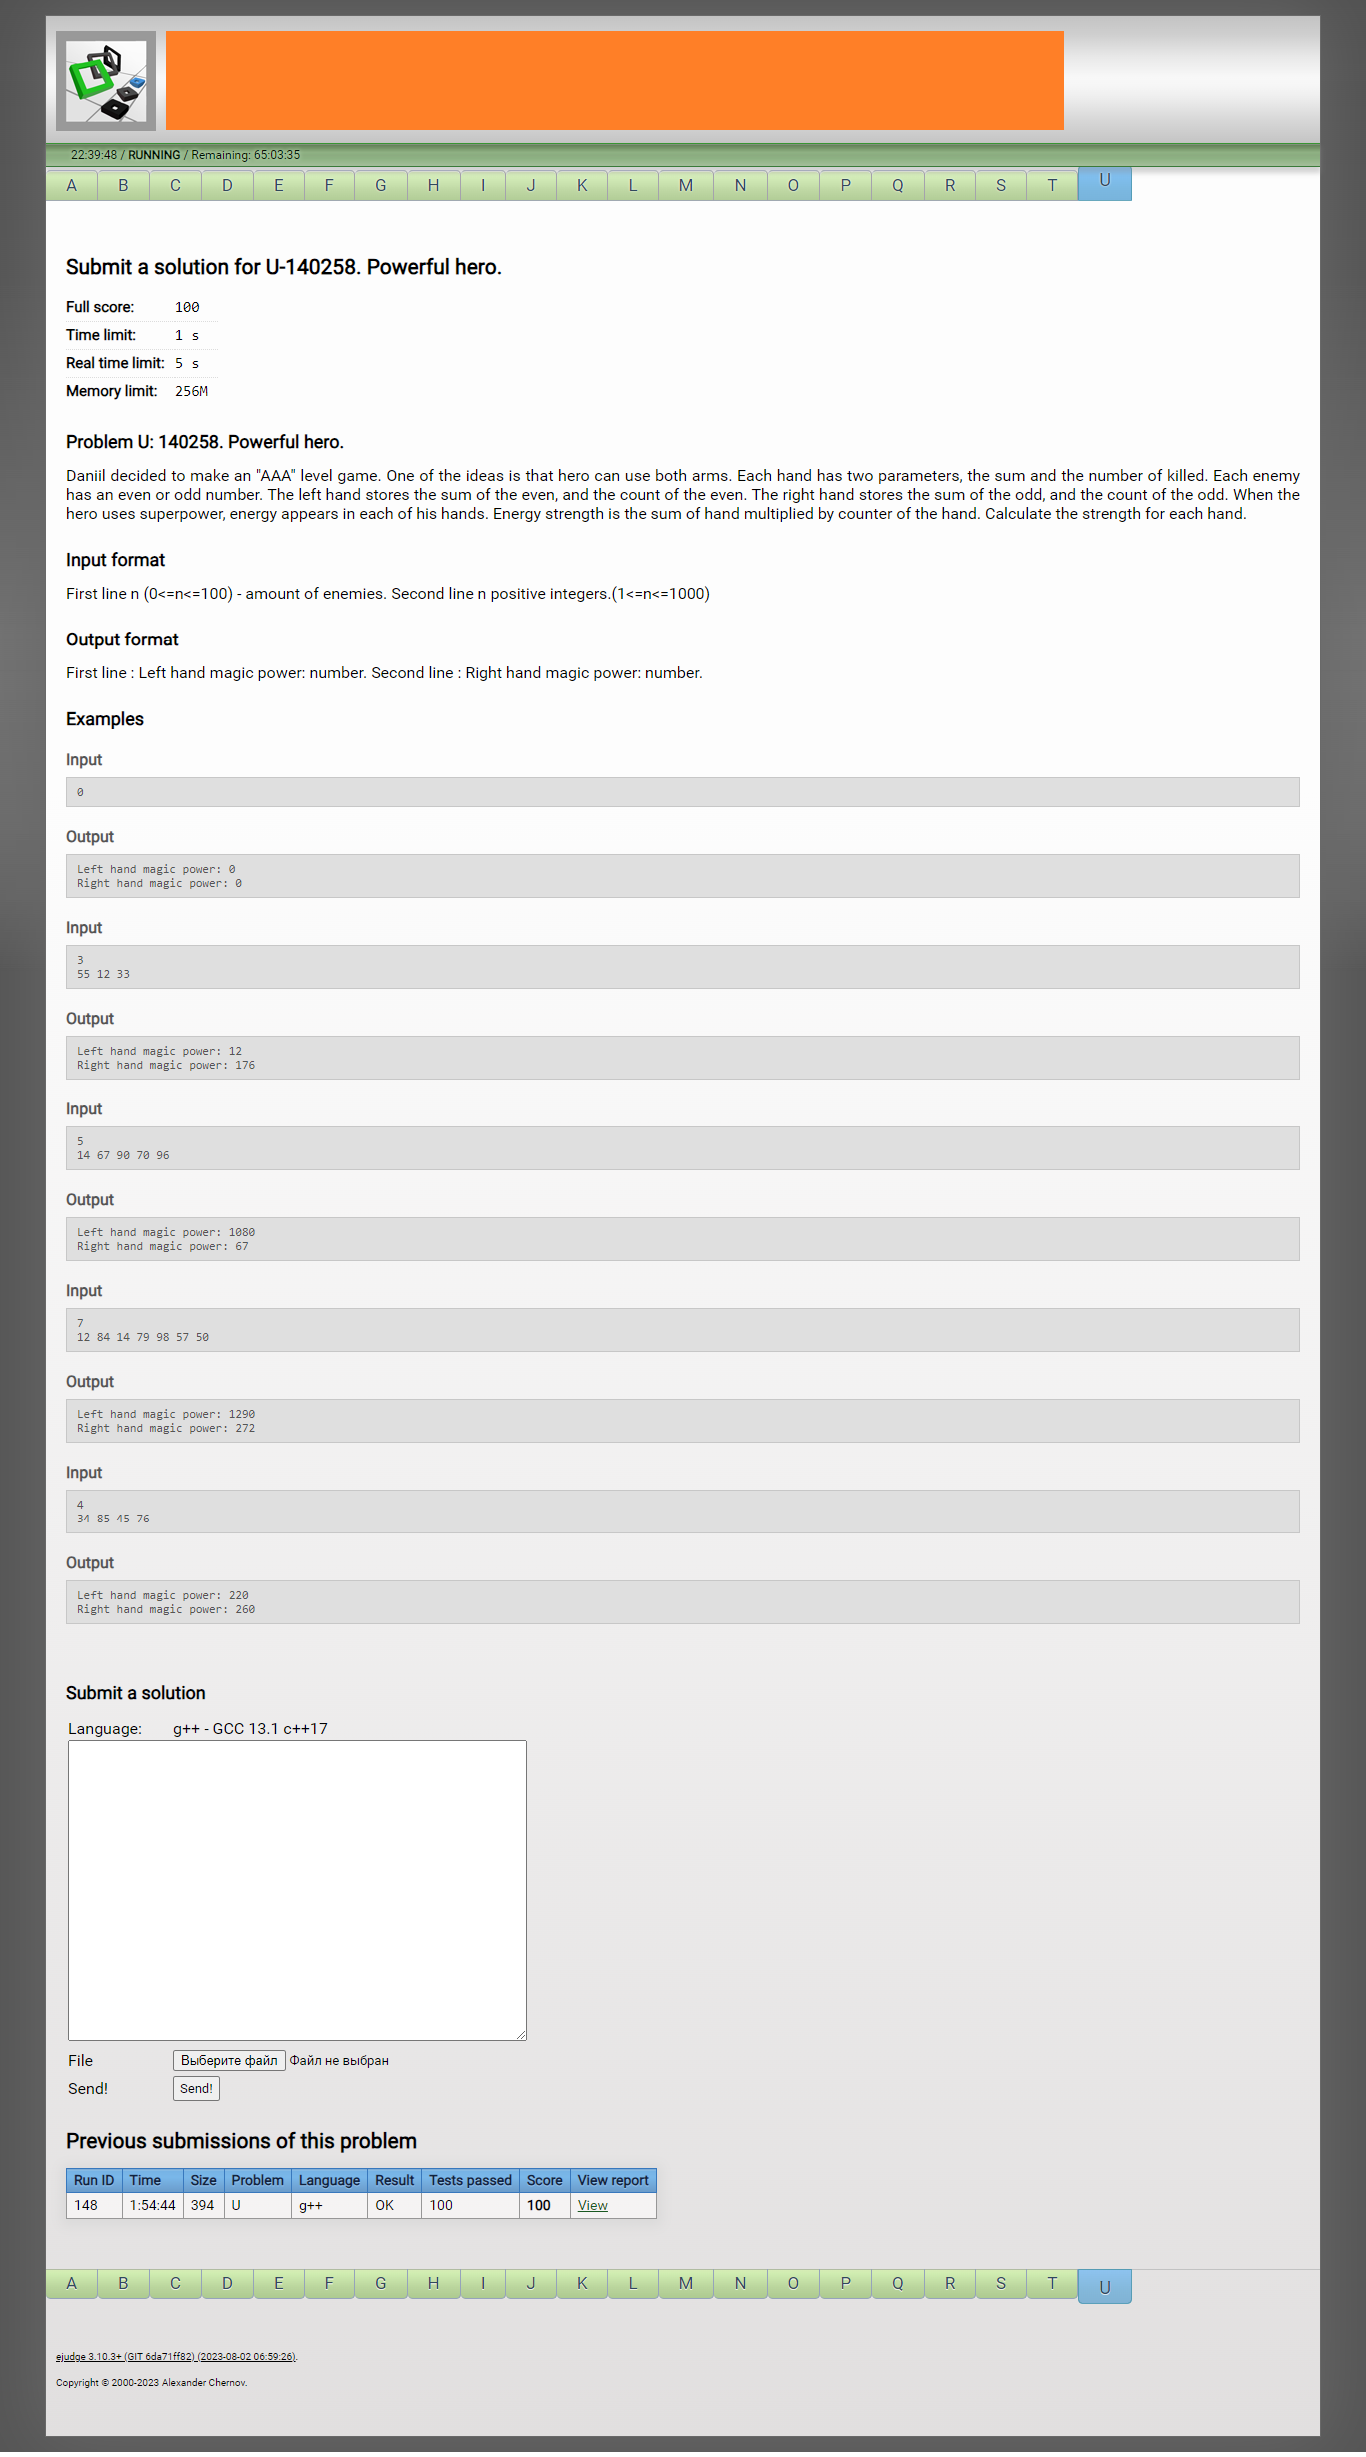 22:39:48 / RUNNING / Remaining: 65:03:35
A B C D E F G H I J K L M N O P Q R S T U
Submit a solution for U-140258. Powerful hero.
Full score: 100
Time limit: 1 s
Real time limit: 5 s
Memory limit: 256M
Problem U: 140258. Powerful hero.
Daniil decided to make an "AAA" level game. One of the ideas is that hero can use both arms. Each hand has two parameters, the sum and the number of killed. Each enemy
has an even or odd number. The left hand stores the sum of the even, and the count of the even. The right hand stores the sum of the odd, and the count of the odd. When the
hero uses superpower, energy appears in each of his hands. Energy strength is the sum of hand multiplied by counter of the hand. Calculate the strength for each hand.
Input format
First line n (0<=n<=100) - amount of enemies. Second line n positive integers.(1<=n<=1000)
Output format
First line : Left hand magic power: number. Second line : Right hand magic power: number.
Examples
Input
0
Output
Left hand magic power: 0
Right hand magic power: 0
Input
3
55 12 33
Output
Left hand magic power: 12
Right hand magic power: 176
Input
5
14 67 90 70 96
Output
Left hand magic power: 1080
Right hand magic power: 67
Input
7
12 84 14 79 98 57 50
Output
Left hand magic power: 1290
Right hand magic power: 272
Input
4
34 85 45 76
Output
Left hand magic power: 220
Right hand magic power: 260
Submit a solution
Language: g++ - GCC 13.1 c++17
File Выберите файл Файл не выбран
Send! Send!
Previous submissions of this problem
Run ID Time Size Problem Language Result Tests passed Score View report
148 1:54:44 394 U g++ OK 100 100 View
A B C D E F G H I J K L M N O P Q R S T U
ejudge 3.10.3+ (GIT 6da71ff82) (2023-08-02 06:59:26).
Copyright © 2000-2023 Alexander Chernov.